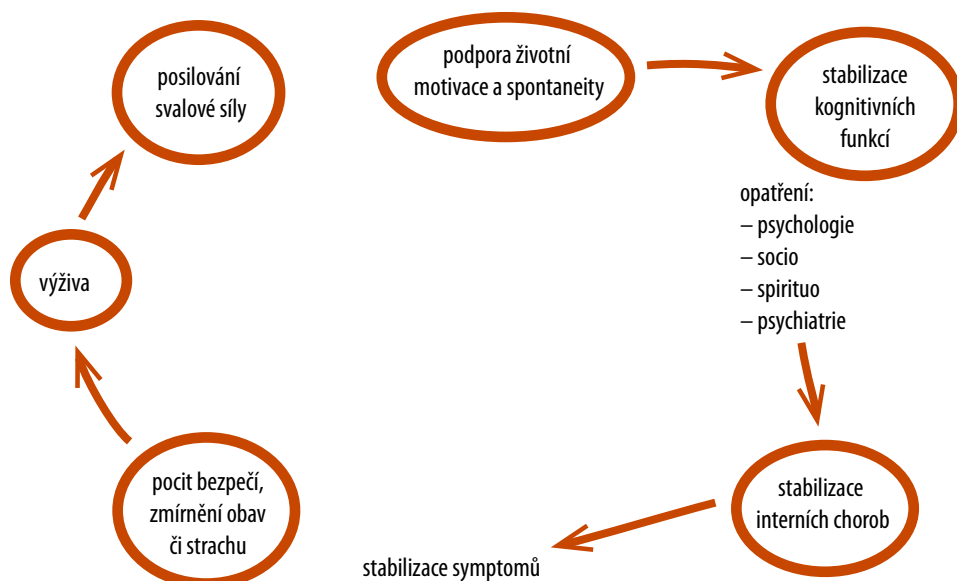 posilování
svalové síly
podpora životní
motivace a spontaneity
stabilizace
kognitivních
funkcí
opatření:
– psychologie
– socio
– spirituo
– psychiatrie
výživa
pocit bezpečí,
zmírnění obav
či strachu
stabilizace
interních chorob
stabilizace symptomů